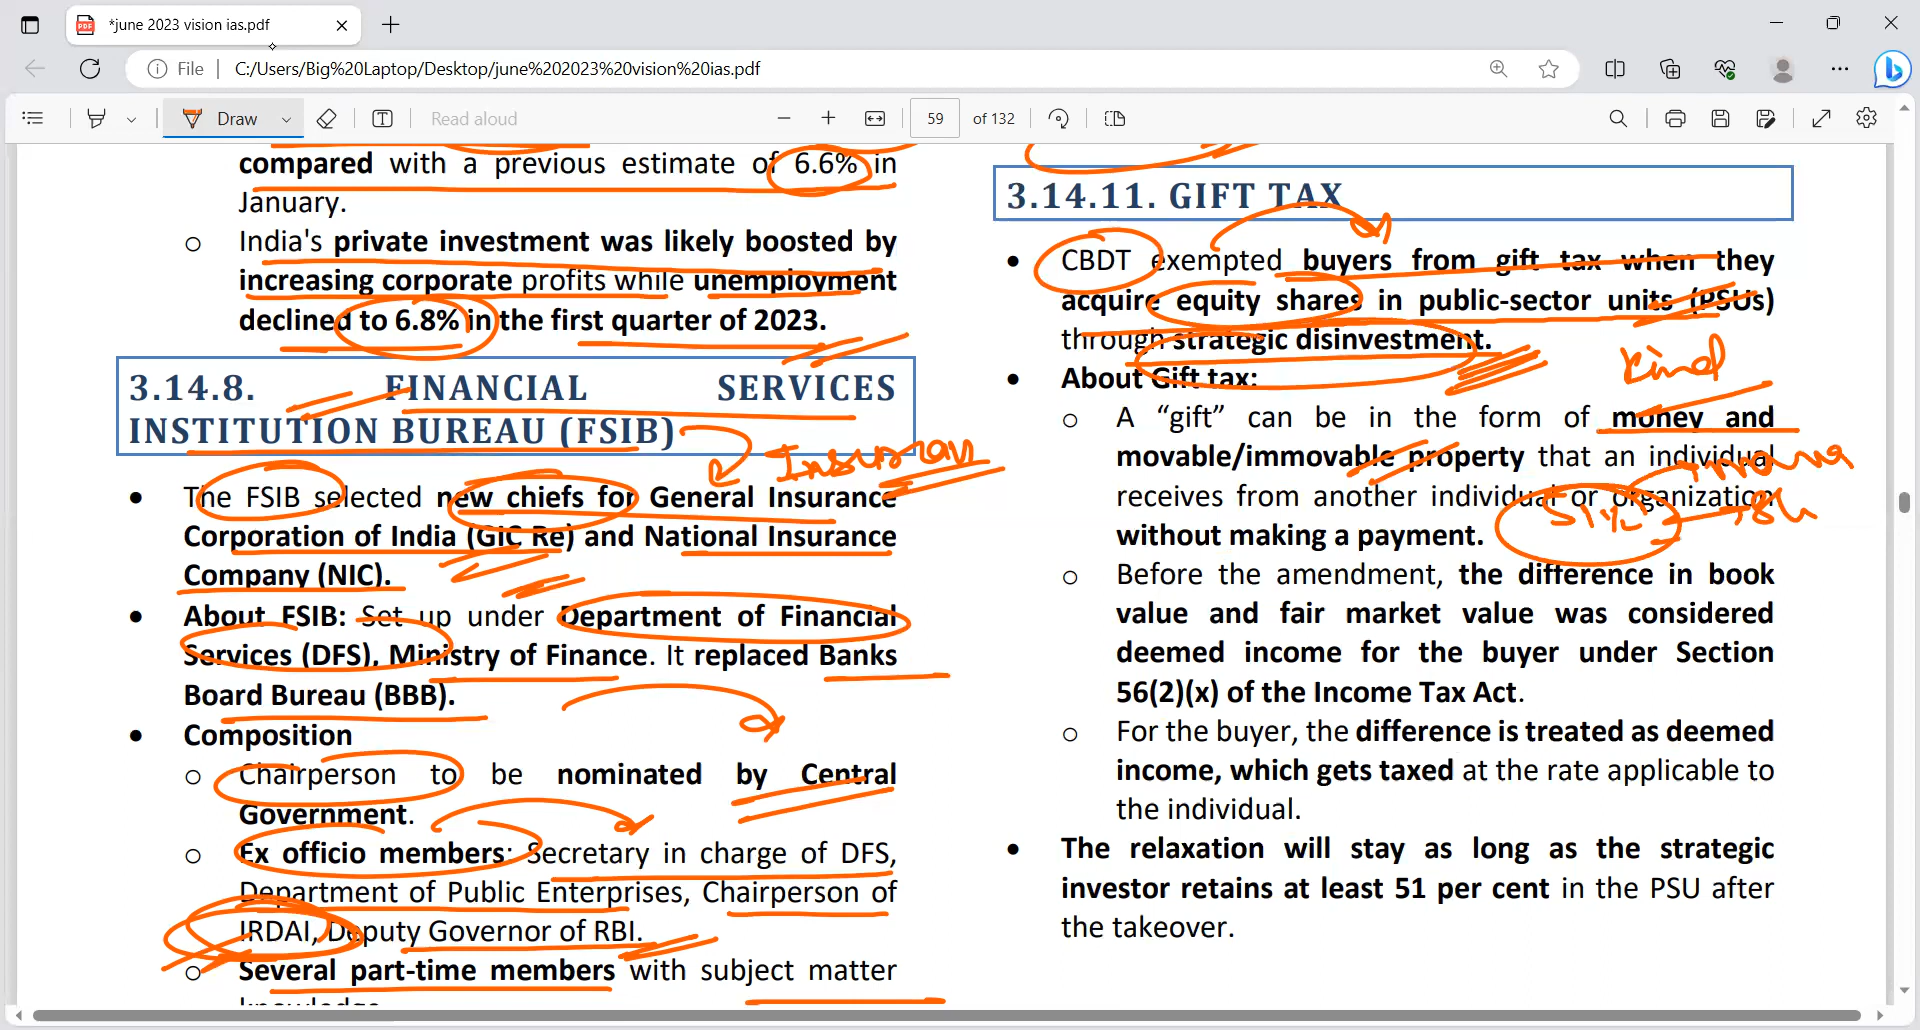 *june 2023 vision ias.pdf
File
C:/Users/Big%20Laptop/Desktop/june%202023%20vision%20ias.pdf
Draw
Read aloud
59 of 132
compared with a previous estimate of 6.6% in
January.
o India's private investment was likely boosted by
increasing corporate profits while unemployment
declined to 6.8% in the first quarter of 2023.
3.14.8. FINANCIAL SERVICES
INSTITUTION BUREAU (FSIB)
• The FSIB selected new chiefs for General Insurance
Corporation of India (GIC Re) and National Insurance
Company (NIC).
• About FSIB: Set up under Department of Financial
Services (DFS), Ministry of Finance. It replaced Banks
Board Bureau (BBB).
• Composition
o Chairperson to be nominated by Central
Government.
o Ex officio members: Secretary in charge of DFS,
Department of Public Enterprises, Chairperson of
IRDAI, Deputy Governor of RBI.
o Several part-time members with subject matter
knowledge
3.14.11. GIFT TAX
• CBDT exempted buyers from gift tax when they
acquire equity shares in public-sector units (PSUs)
through strategic disinvestment.
Kind
• About Gift tax:
o A “gift” can be in the form of money and
movable/immovable property that an individual
receives from another individual or organization
without making a payment.
51%
o Before the amendment, the difference in book
value and fair market value was considered
deemed income for the buyer under Section
56(2)(x) of the Income Tax Act.
o For the buyer, the difference is treated as deemed
income, which gets taxed at the rate applicable to
the individual.
• The relaxation will stay as long as the strategic
investor retains at least 51 per cent in the PSU after
the takeover.